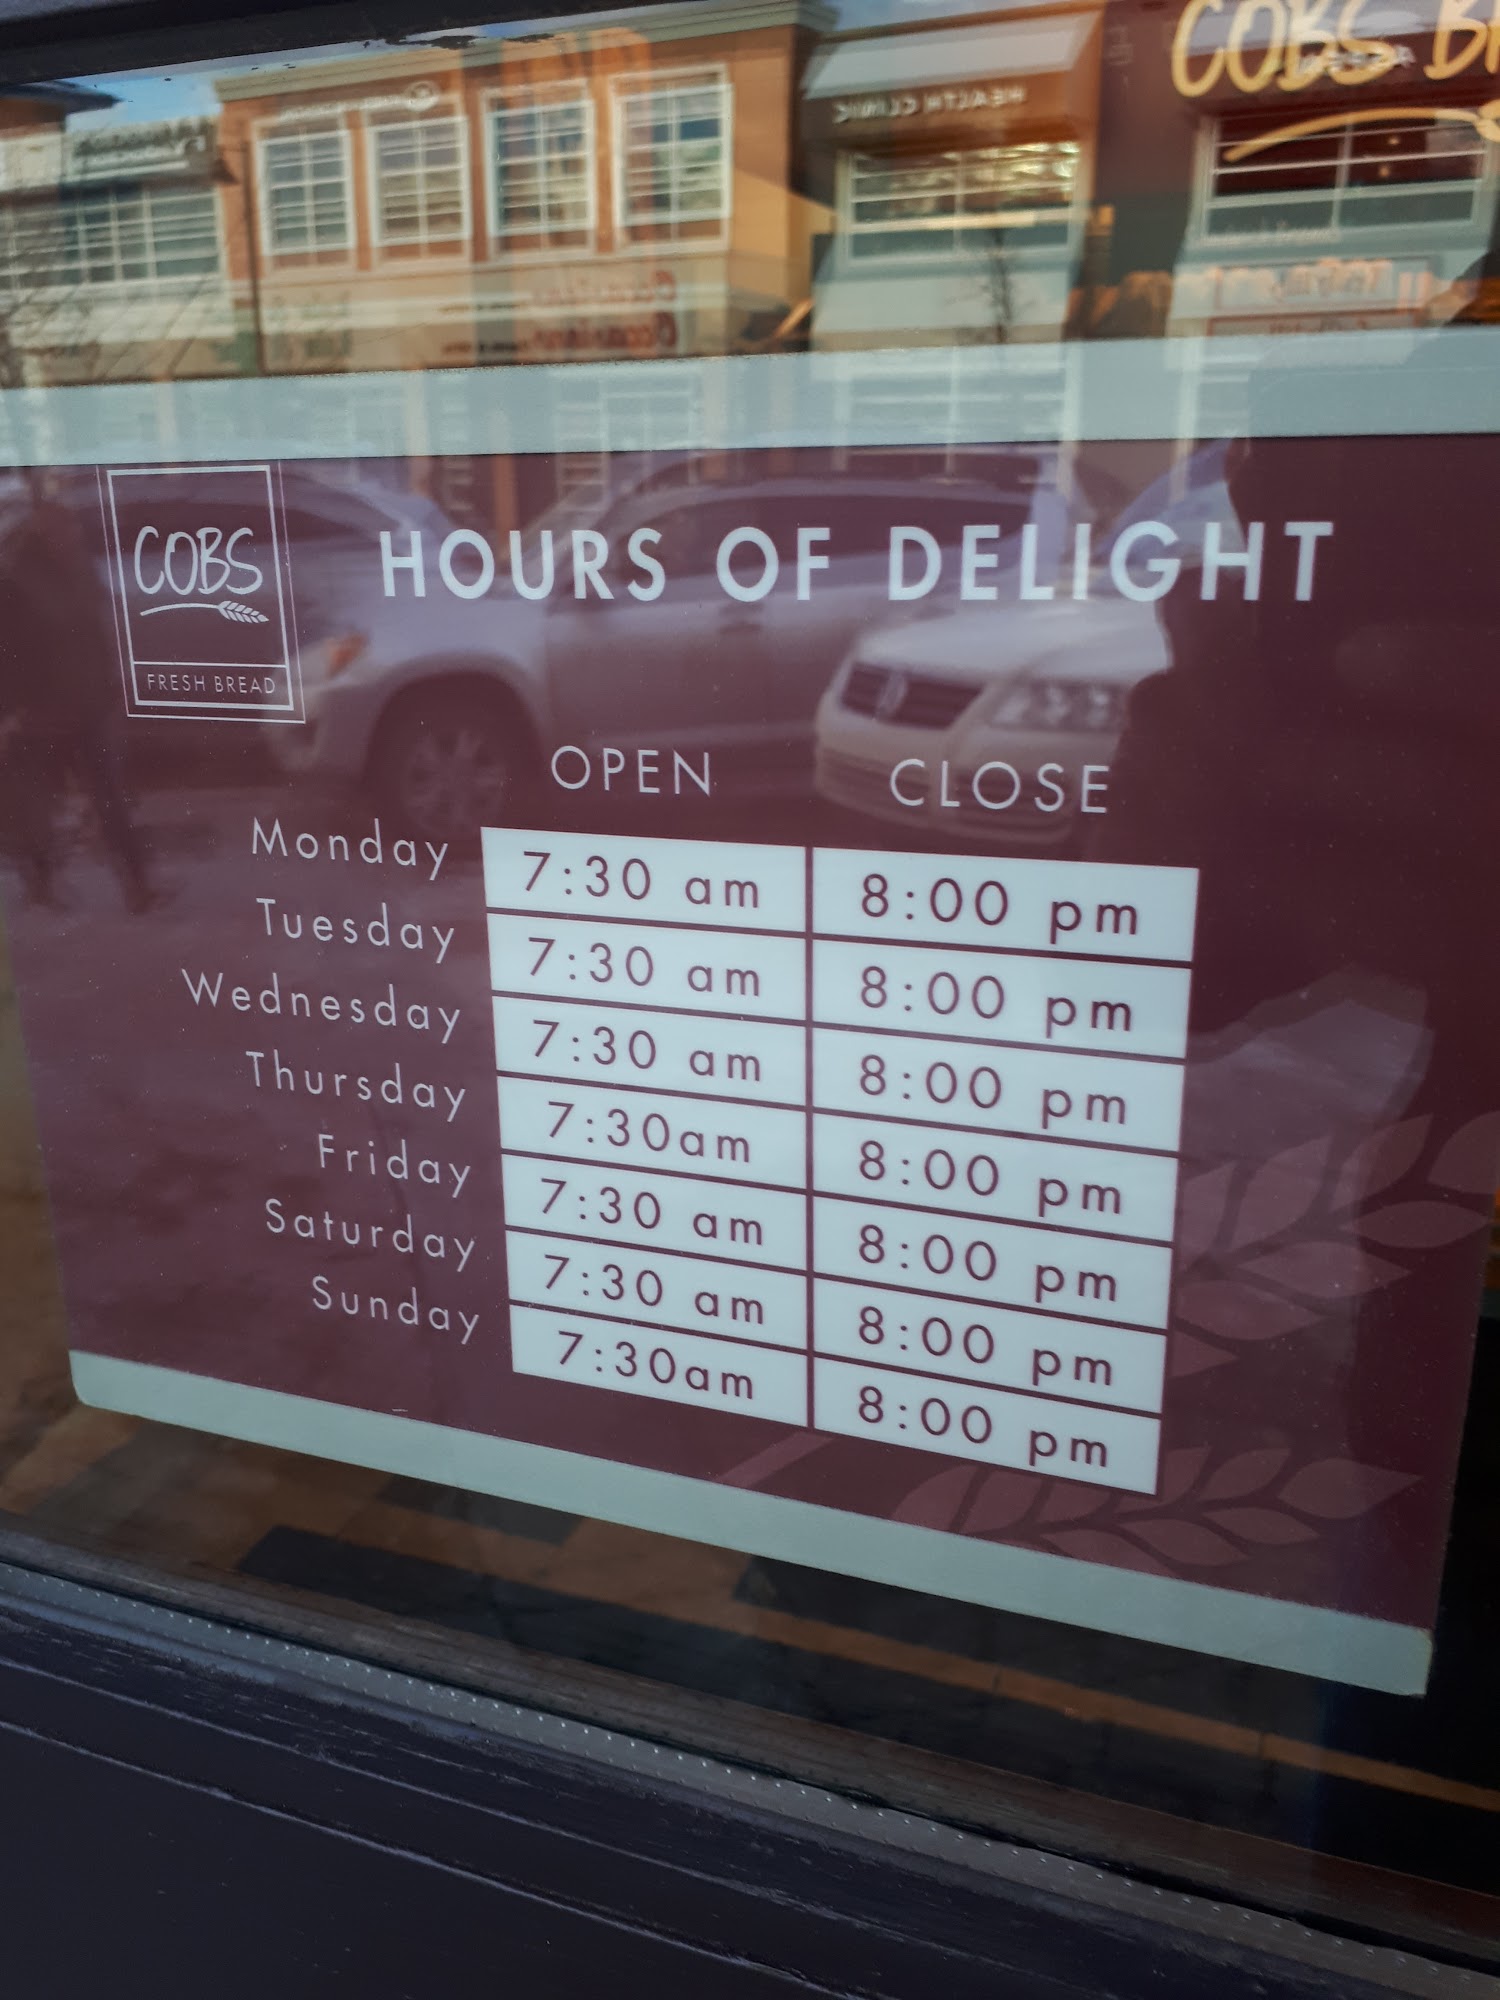 COBS
HEALTH CLINIC
COBS
FRESH BREAD
HOURS OF DELIGHT
OPEN CLOSE
Monday 7:30 am 8:00 pm
Tuesday 7:30 am 8:00 pm
Wednesday 7:30 am 8:00 pm
Thursday 7:30am 8:00 pm
Friday 7:30 am 8:00 pm
Saturday 7:30 am 8:00 pm
Sunday 7:30am 8:00 pm